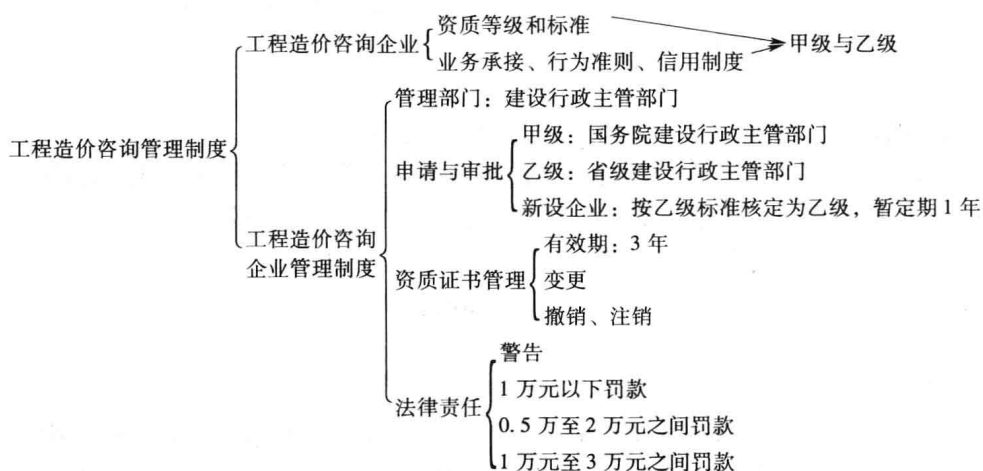 工程造价咨询管理制度
工程造价咨询企业
资质等级和标准
业务承接、行为准则、信用制度
甲级与乙级
工程造价咨询
企业管理制度
管理部门：建设行政主管部门
申请与审批
甲级：国务院建设行政主管部门
乙级：省级建设行政主管部门
新设企业：按乙级标准核定为乙级，暂定期1年
资质证书管理
有效期：3年
变更
撤销、注销
法律责任
警告
1万元以下罚款
0.5万至2万元之间罚款
1万元至3万元之间罚款